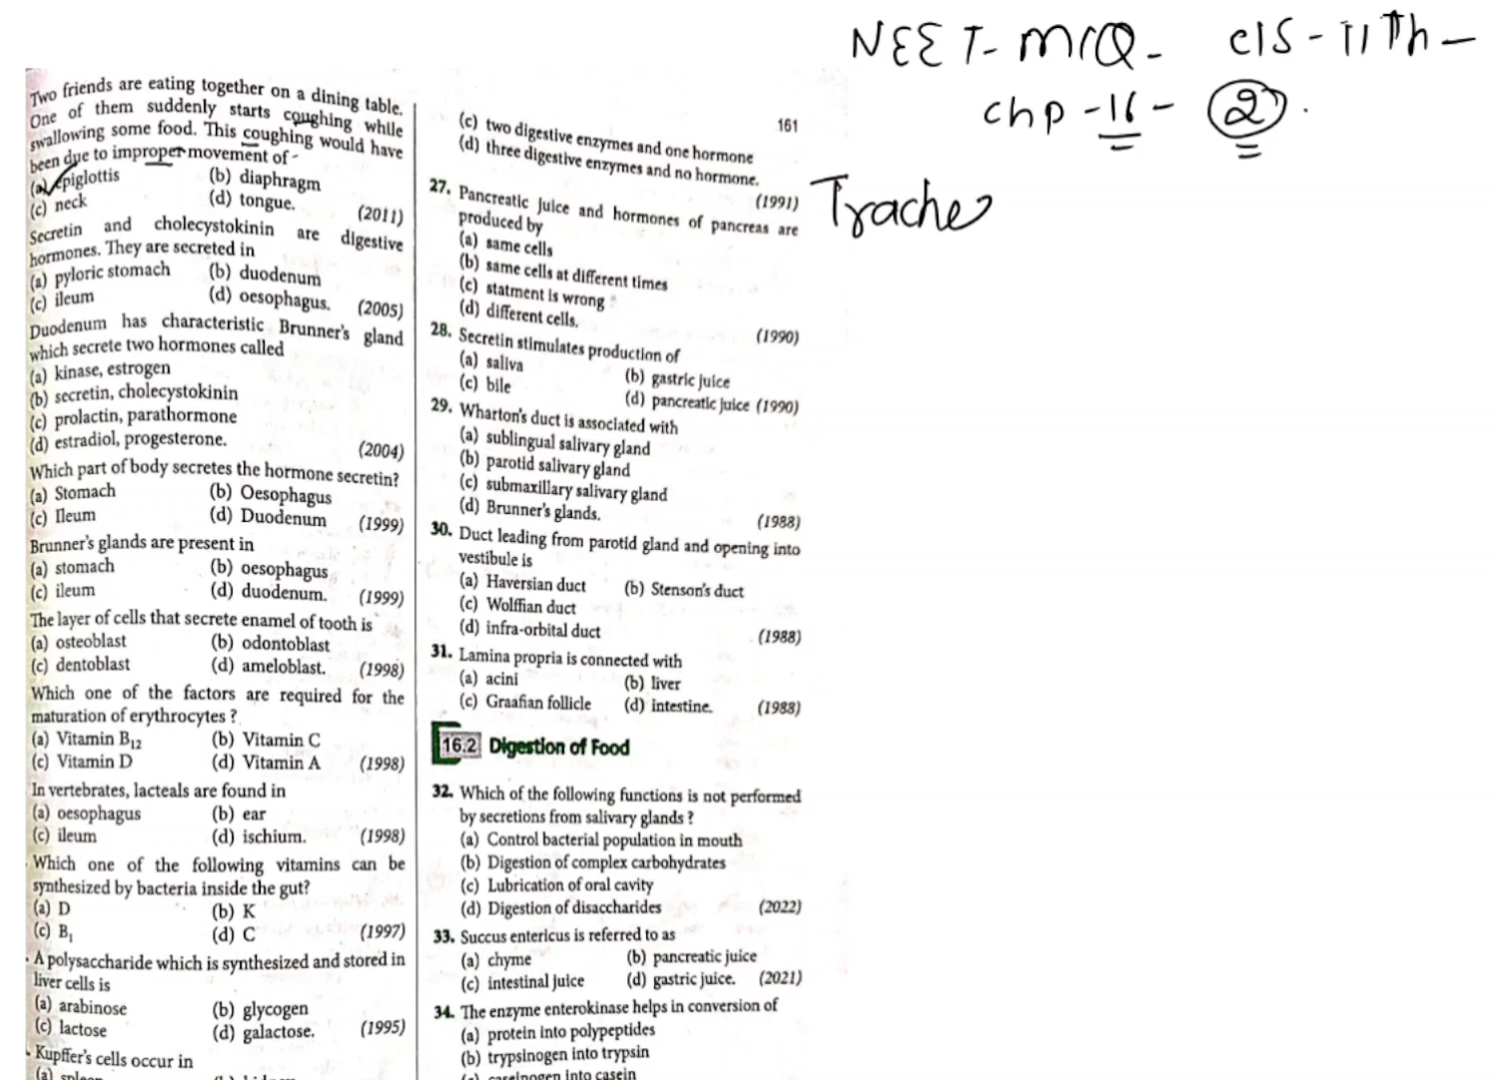 NEET- MCQ- cls-11Th-
chp-16- 2.
Two friends are eating together on a dining table.
One of them suddenly starts coughing while
swallowing some food. This coughing would have
been due to improper movement of -
(a) epiglottis (b) diaphragm
(c) neck (d) tongue. (2011)
Secretin and cholecystokinin are digestive
hormones. They are secreted in
(a) pyloric stomach (b) duodenum
(c) ileum (d) oesophagus. (2005)
Duodenum has characteristic Brunner's gland
which secrete two hormones called
(a) kinase, estrogen
(b) secretin, cholecystokinin
(c) prolactin, parathormone
(d) estradiol, progesterone. (2004)
Which part of body secretes the hormone secretin?
(a) Stomach (b) Oesophagus
(c) Ileum (d) Duodenum (1999)
Brunner's glands are present in
(a) stomach (b) oesophagus
(c) ileum (d) duodenum. (1999)
The layer of cells that secrete enamel of tooth is
(a) osteoblast (b) odontoblast
(c) dentoblast (d) ameloblast. (1998)
Which one of the factors are required for the
maturation of erythrocytes ?
(a) Vitamin B12 (b) Vitamin C
(c) Vitamin D (d) Vitamin A (1998)
In vertebrates, lacteals are found in
(a) oesophagus (b) ear
(c) ileum (d) ischium. (1998)
Which one of the following vitamins can be
synthesized by bacteria inside the gut?
(a) D (b) K
(c) B1 (d) C (1997)
A polysaccharide which is synthesized and stored in
liver cells is
(a) arabinose (b) glycogen
(c) lactose (d) galactose. (1995)
Kupffer's cells occur in
161
(c) two digestive enzymes and one hormone
(d) three digestive enzymes and no hormone.
(1991)
27. Pancreatic juice and hormones of pancreas are
produced by
(a) same cells
(b) same cells at different times
(c) statment is wrong
(d) different cells. (1990)
28. Secretin stimulates production of
(a) saliva (b) gastric juice
(c) bile (d) pancreatic juice (1990)
29. Wharton's duct is associated with
(a) sublingual salivary gland
(b) parotid salivary gland
(c) submaxillary salivary gland
(d) Brunner's glands. (1988)
30. Duct leading from parotid gland and opening into
vestibule is
(a) Haversian duct (b) Stenson's duct
(c) Wolffian duct
(d) infra-orbital duct (1988)
31. Lamina propria is connected with
(a) acini (b) liver
(c) Graafian follicle (d) intestine. (1988)
16.2 Digestion of Food
32. Which of the following functions is not performed
by secretions from salivary glands ?
(a) Control bacterial population in mouth
(b) Digestion of complex carbohydrates
(c) Lubrication of oral cavity
(d) Digestion of disaccharides (2022)
33. Succus entericus is referred to as
(a) chyme (b) pancreatic juice
(c) intestinal juice (d) gastric juice. (2021)
34. The enzyme enterokinase helps in conversion of
(a) protein into polypeptides
(b) trypsinogen into trypsin
into casein